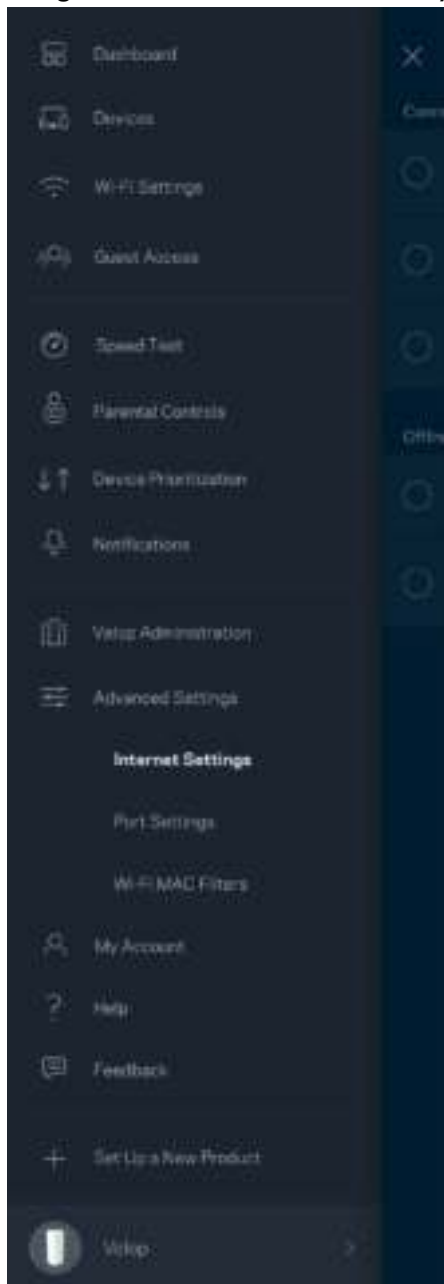 Dashboard
Devices
Wi-Fi Settings
Guest Access
Speed Test
Parental Controls
Device Prioritization
Notifications
Velop Administration
Advanced Settings
Internet Settings
Port Settings
Wi-Fi MAC Filters
My Account
Help
Feedback
Set Up a New Product
Velop